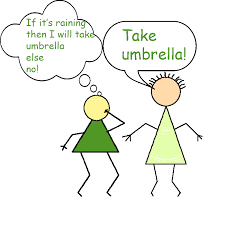 If it's raining
then I will take
umbrella
else
no!
Take
umbrella!